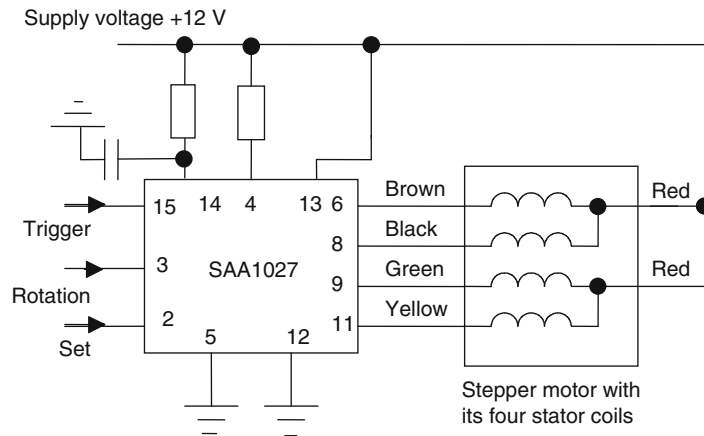 Supply voltage +12 V
15 14 4 13 6 Brown Red
Trigger
8 Black
3 SAA1027 9 Green Red
Rotation
2 11 Yellow
Set
5 12
Stepper motor with
its four stator coils